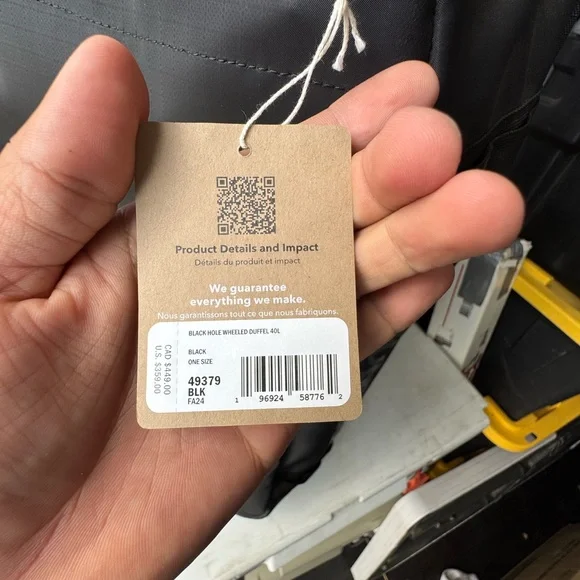 Product Details and Impact
Détails du produit et impact
We guarantee
everything we make.
Nous garantissons tout ce que nous fabriquons.
BLACK HOLE WHEELED DUFFEL 40L
BLACK
ONE SIZE
49379
BLK
FA24
CAD $449.00
U.S. $359.00
1 96924 58776 2